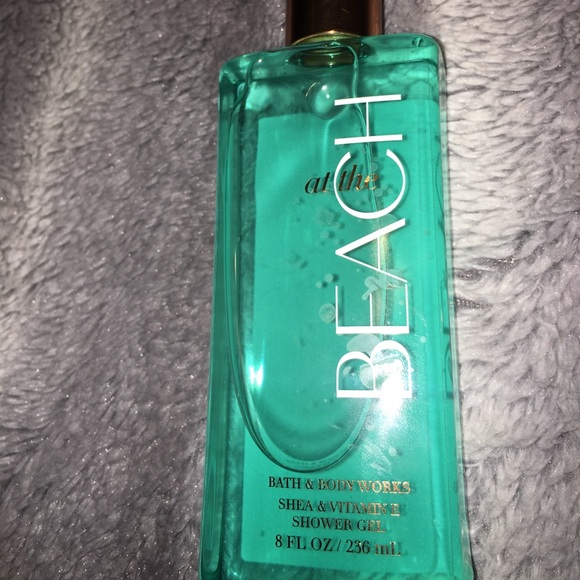 at the
BEACH
BATH & BODY WORKS
SHEA & VITAMIN E
SHOWER GEL
8 FL OZ / 236 mL